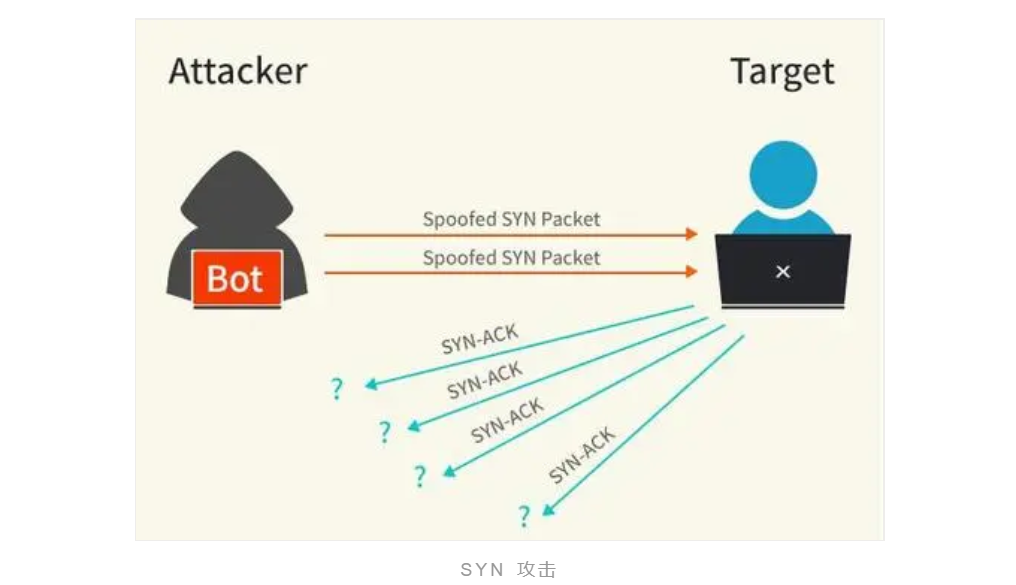 Attacker
Target
Spoofed SYN Packet
Spoofed SYN Packet
Bot
×
SYN-ACK
?
SYN-ACK
?
SYN-ACK
?
SYN-ACK
?
SYN 攻击